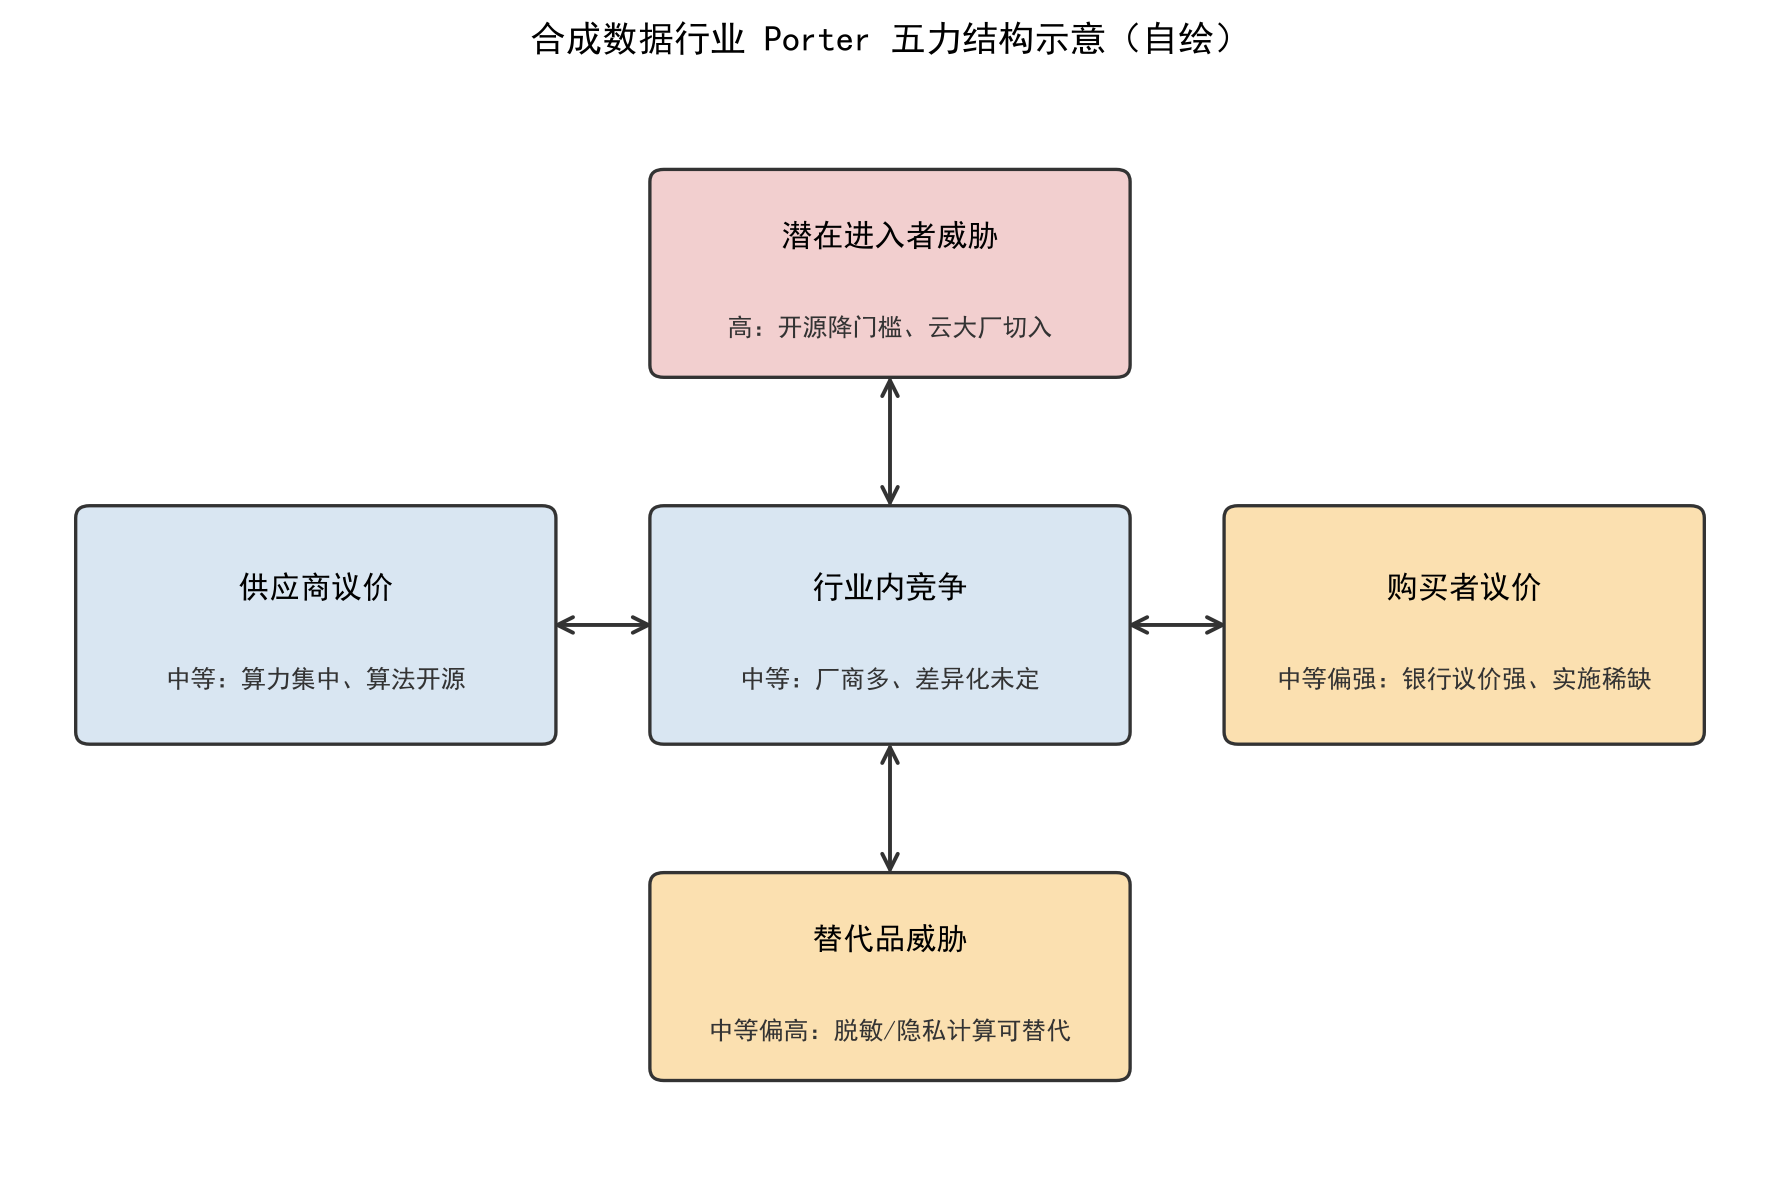 合成数据行业 Porter 五力结构示意（自绘）
潜在进入者威胁
高：开源降门槛、云大厂切入
供应商议价
中等：算力集中、算法开源
行业内竞争
中等：厂商多、差异化未定
购买者议价
中等偏强：银行议价强、实施稀缺
替代品威胁
中等偏高：脱敏/隐私计算可替代